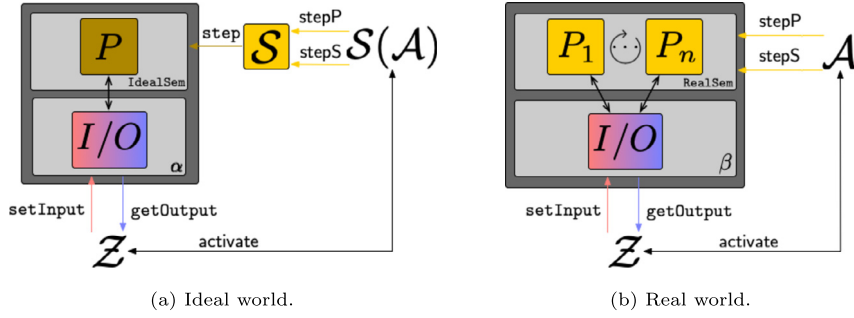 stepP
step
stepS
P
𝒮
𝒮(𝒜)
IdealSem
I/O
α
setInput
getOutput
𝒵
activate
(a) Ideal world.
stepP
stepS
P₁
...
Pₙ
𝒜
RealSem
I/O
β
setInput
getOutput
𝒵
activate
(b) Real world.